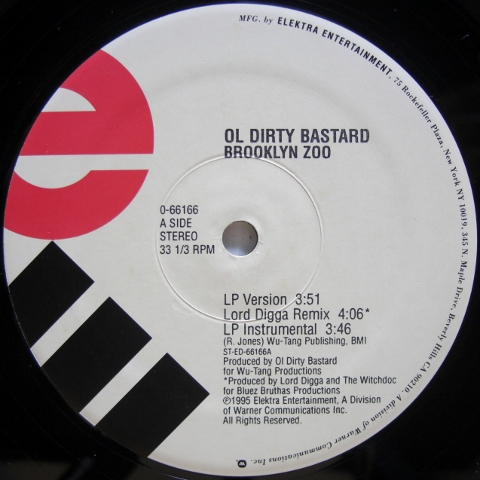 MFG. by ELEKTRA ENTERTAINMENT, 75 Rockefeller Plaza, New York NY 10019, 345 N. Maple Drive, Beverly Hills CA 90210. A division of Warner Communications Inc.
e
OL DIRTY BASTARD
BROOKLYN ZOO
0-66166
A SIDE
STEREO
33 1/3 RPM
LP Version 3:51
Lord Digga Remix 4:06*
LP Instrumental 3:46
(R. Jones) Wu-Tang Publishing, BMI
ST-ED-66166A
Produced by Ol Dirty Bastard
for Wu-Tang Productions
*Produced by Lord Digga and The Witchdoc
for Bluez Bruthas Productions
℗1995 Elektra Entertainment, A Division
of Warner Communications Inc.
All Rights Reserved.